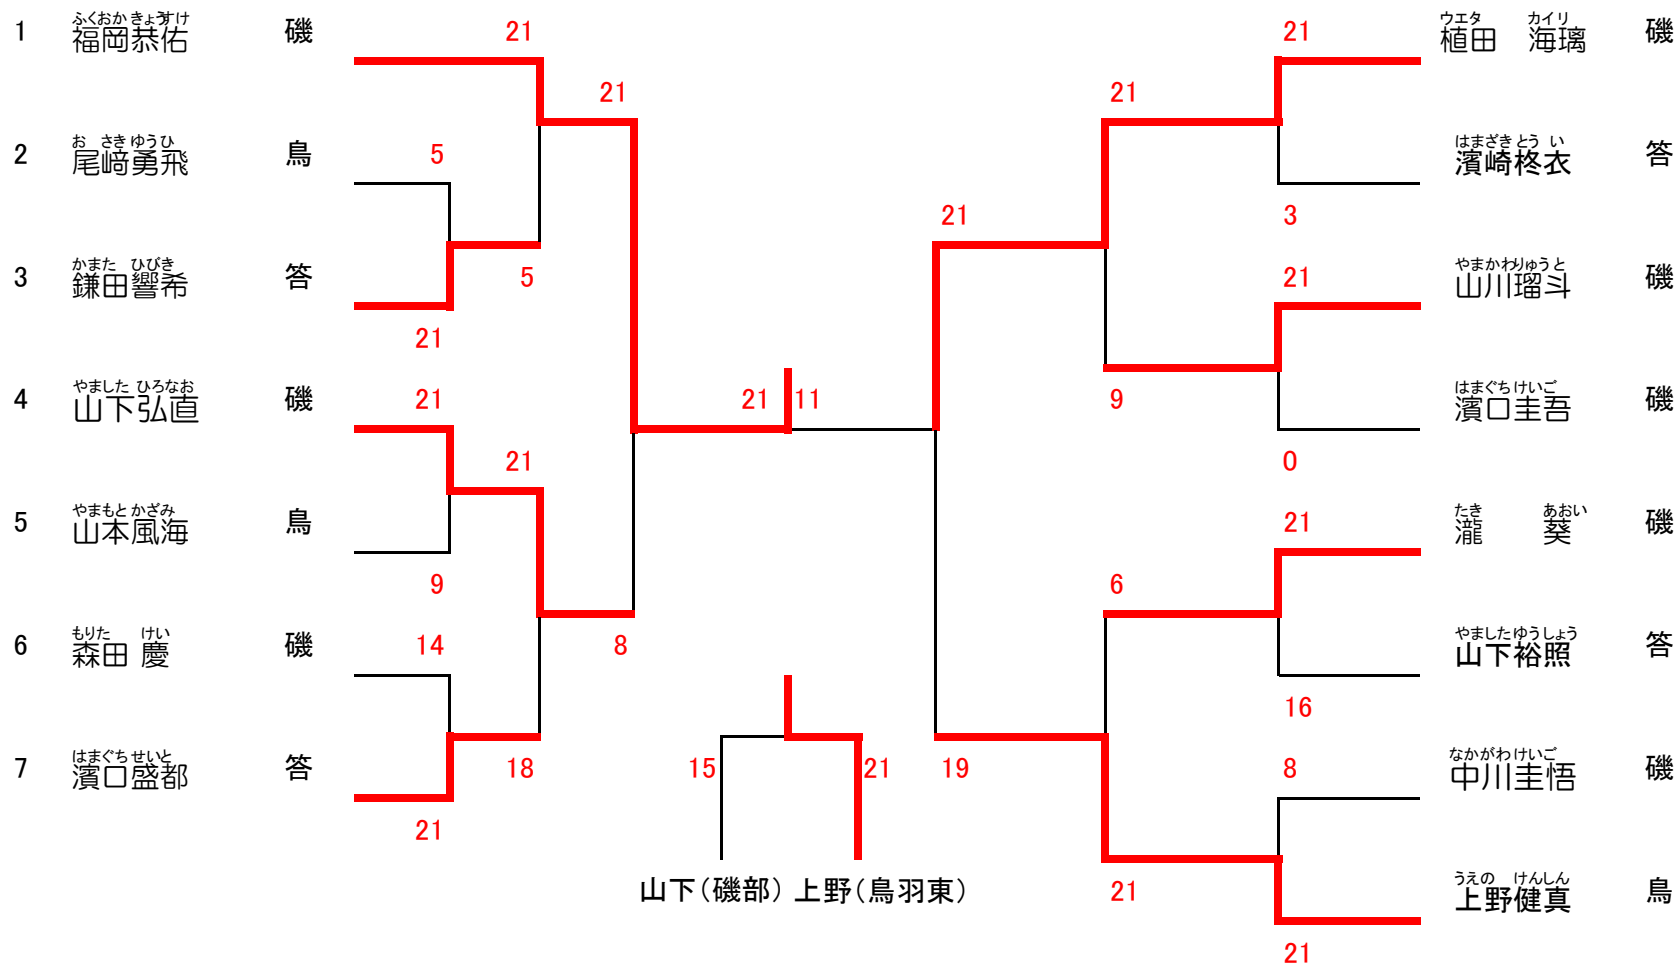 1 福岡恭佑 ふくおか きょうすけ 磯 21
21
2 尾﨑勇飛 お さき ゆうひ 鳥 5
3 鎌田響希 かまた ひびき 答 5
21
4 山下弘直 やました ひろなお 磯 21
21
5 山本風海 やまもと かざみ 鳥
9
6 森田 慶 もりた けい 磯 14
8
7 濱口盛都 はまぐち せいと 答 18
21
21 11
21 植田 海璃 ウエタ カイリ 磯
21
濱崎柊衣 はまざき とう い 答
21 3
21 山川瑠斗 やまかわりゅうと 磯
9 濱口圭吾 はまぐち けいご 磯
0
21 瀧 葵 たき あおい 磯
6
山下裕照 やましたゆうしょう 答
16
19 8 中川圭悟 なかがわ けいご 磯
21 上野健真 うえの けんしん 鳥
21
15 21
山下(磯部) 上野(鳥羽東)